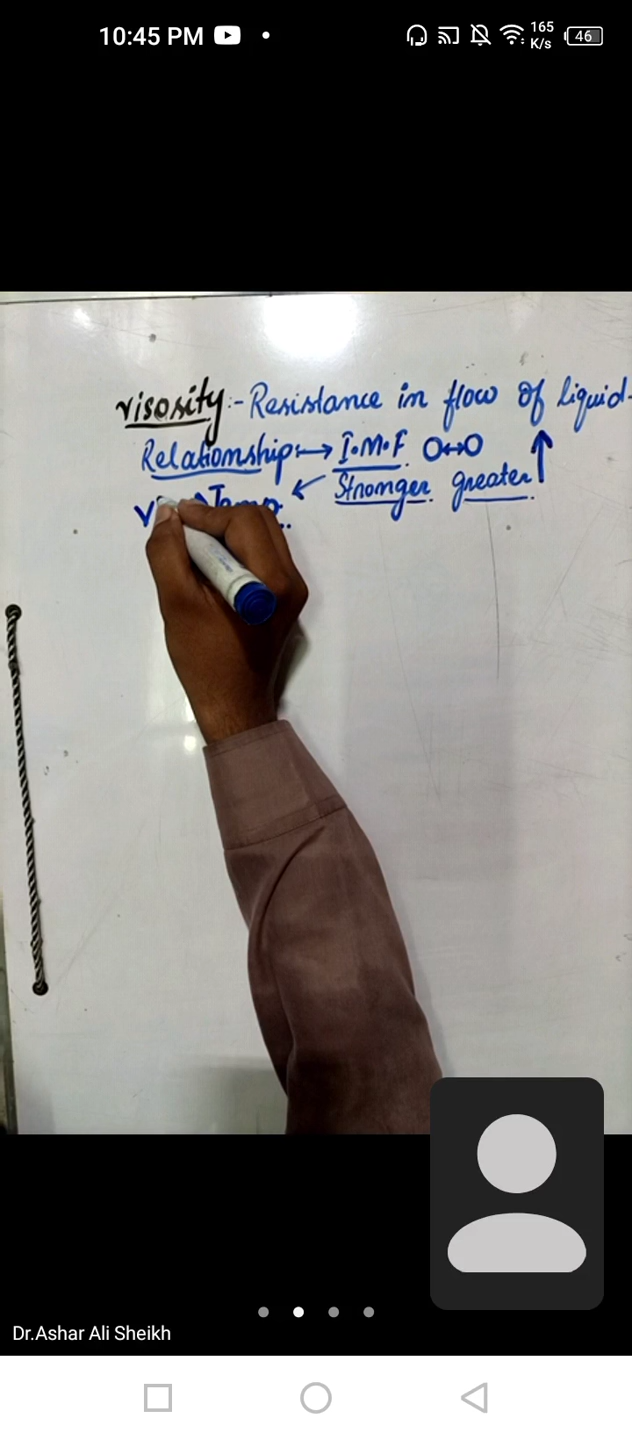 10:45 PM
165
K/s
46
visosity:- Resistance in flow of liquid.
Relationship:→ I.M.F. O↔O ↑
↙ Stronger greater
Dr.Ashar Ali Sheikh